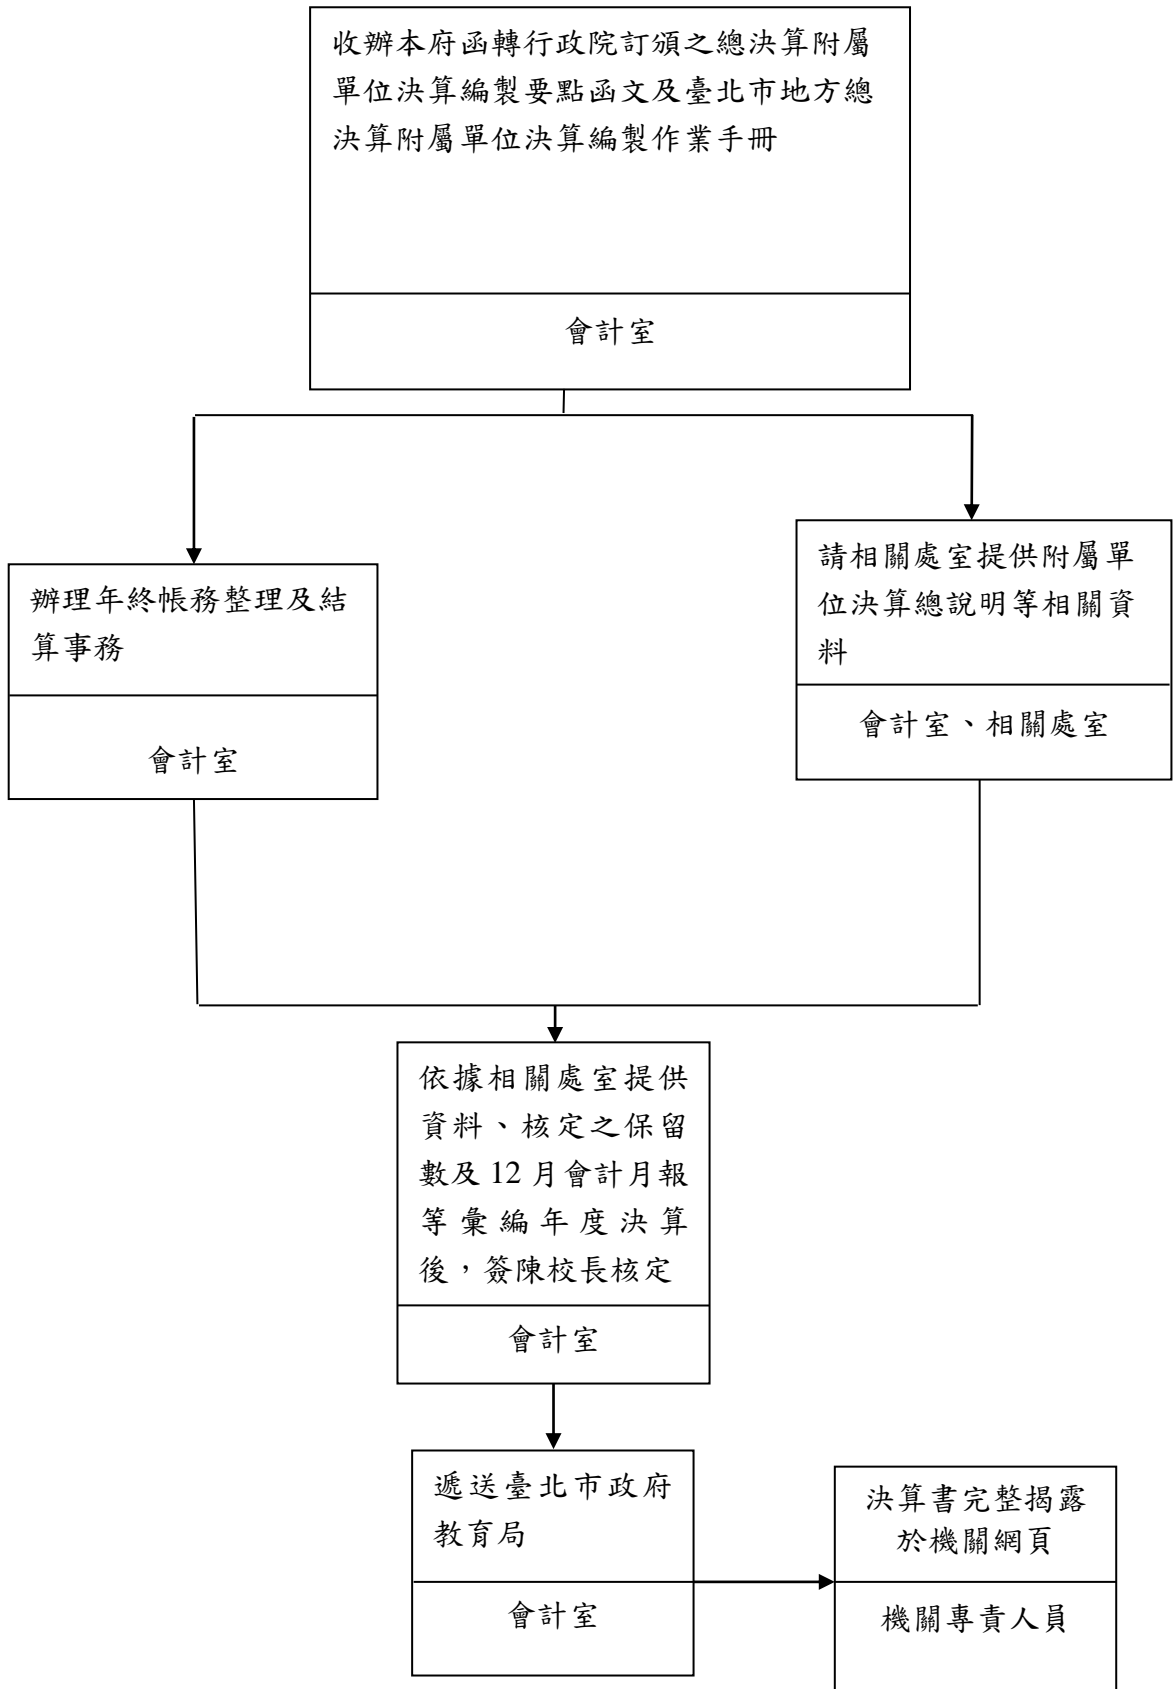 收辦本府函轉行政院訂頒之總決算附屬
單位決算編製要點函文及臺北市地方總
決算附屬單位決算編製作業手冊
會計室
辦理年終帳務整理及結
算事務
會計室
請相關處室提供附屬單
位決算總說明等相關資
料
會計室、相關處室
依據相關處室提供
資料、核定之保留
數及12月會計月報
等彙編年度決算
後，簽陳校長核定
會計室
遞送臺北市政府
教育局
會計室
決算書完整揭露
於機關網頁
機關專責人員